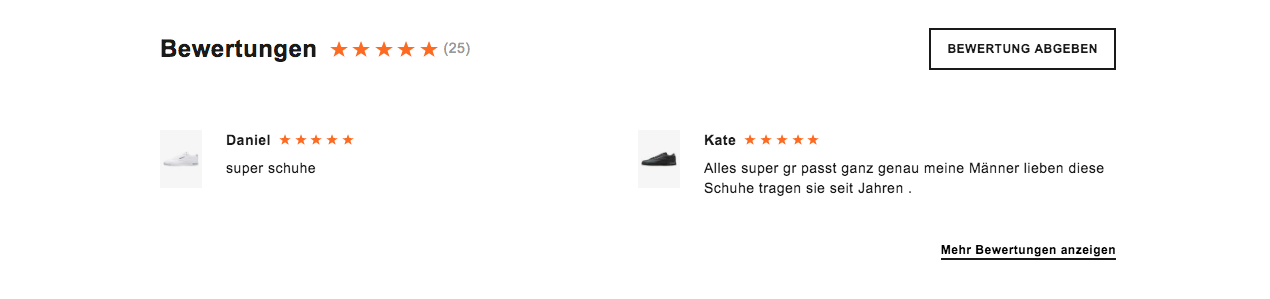 Bewertungen ★★★★★ (25)
BEWERTUNG ABGEBEN
Daniel ★★★★★
super schuhe
Kate ★★★★★
Alles super gr passt ganz genau meine Männer lieben diese
Schuhe tragen sie seit Jahren .
Mehr Bewertungen anzeigen